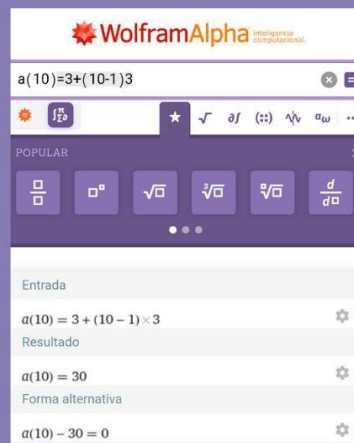 WolframAlpha inteligencia computacional.
a(10)=3+(10-1)3
POPULAR
d
d
Entrada
a(10) = 3 + (10 − 1) × 3
Resultado
a(10) = 30
Forma alternativa
a(10) − 30 = 0